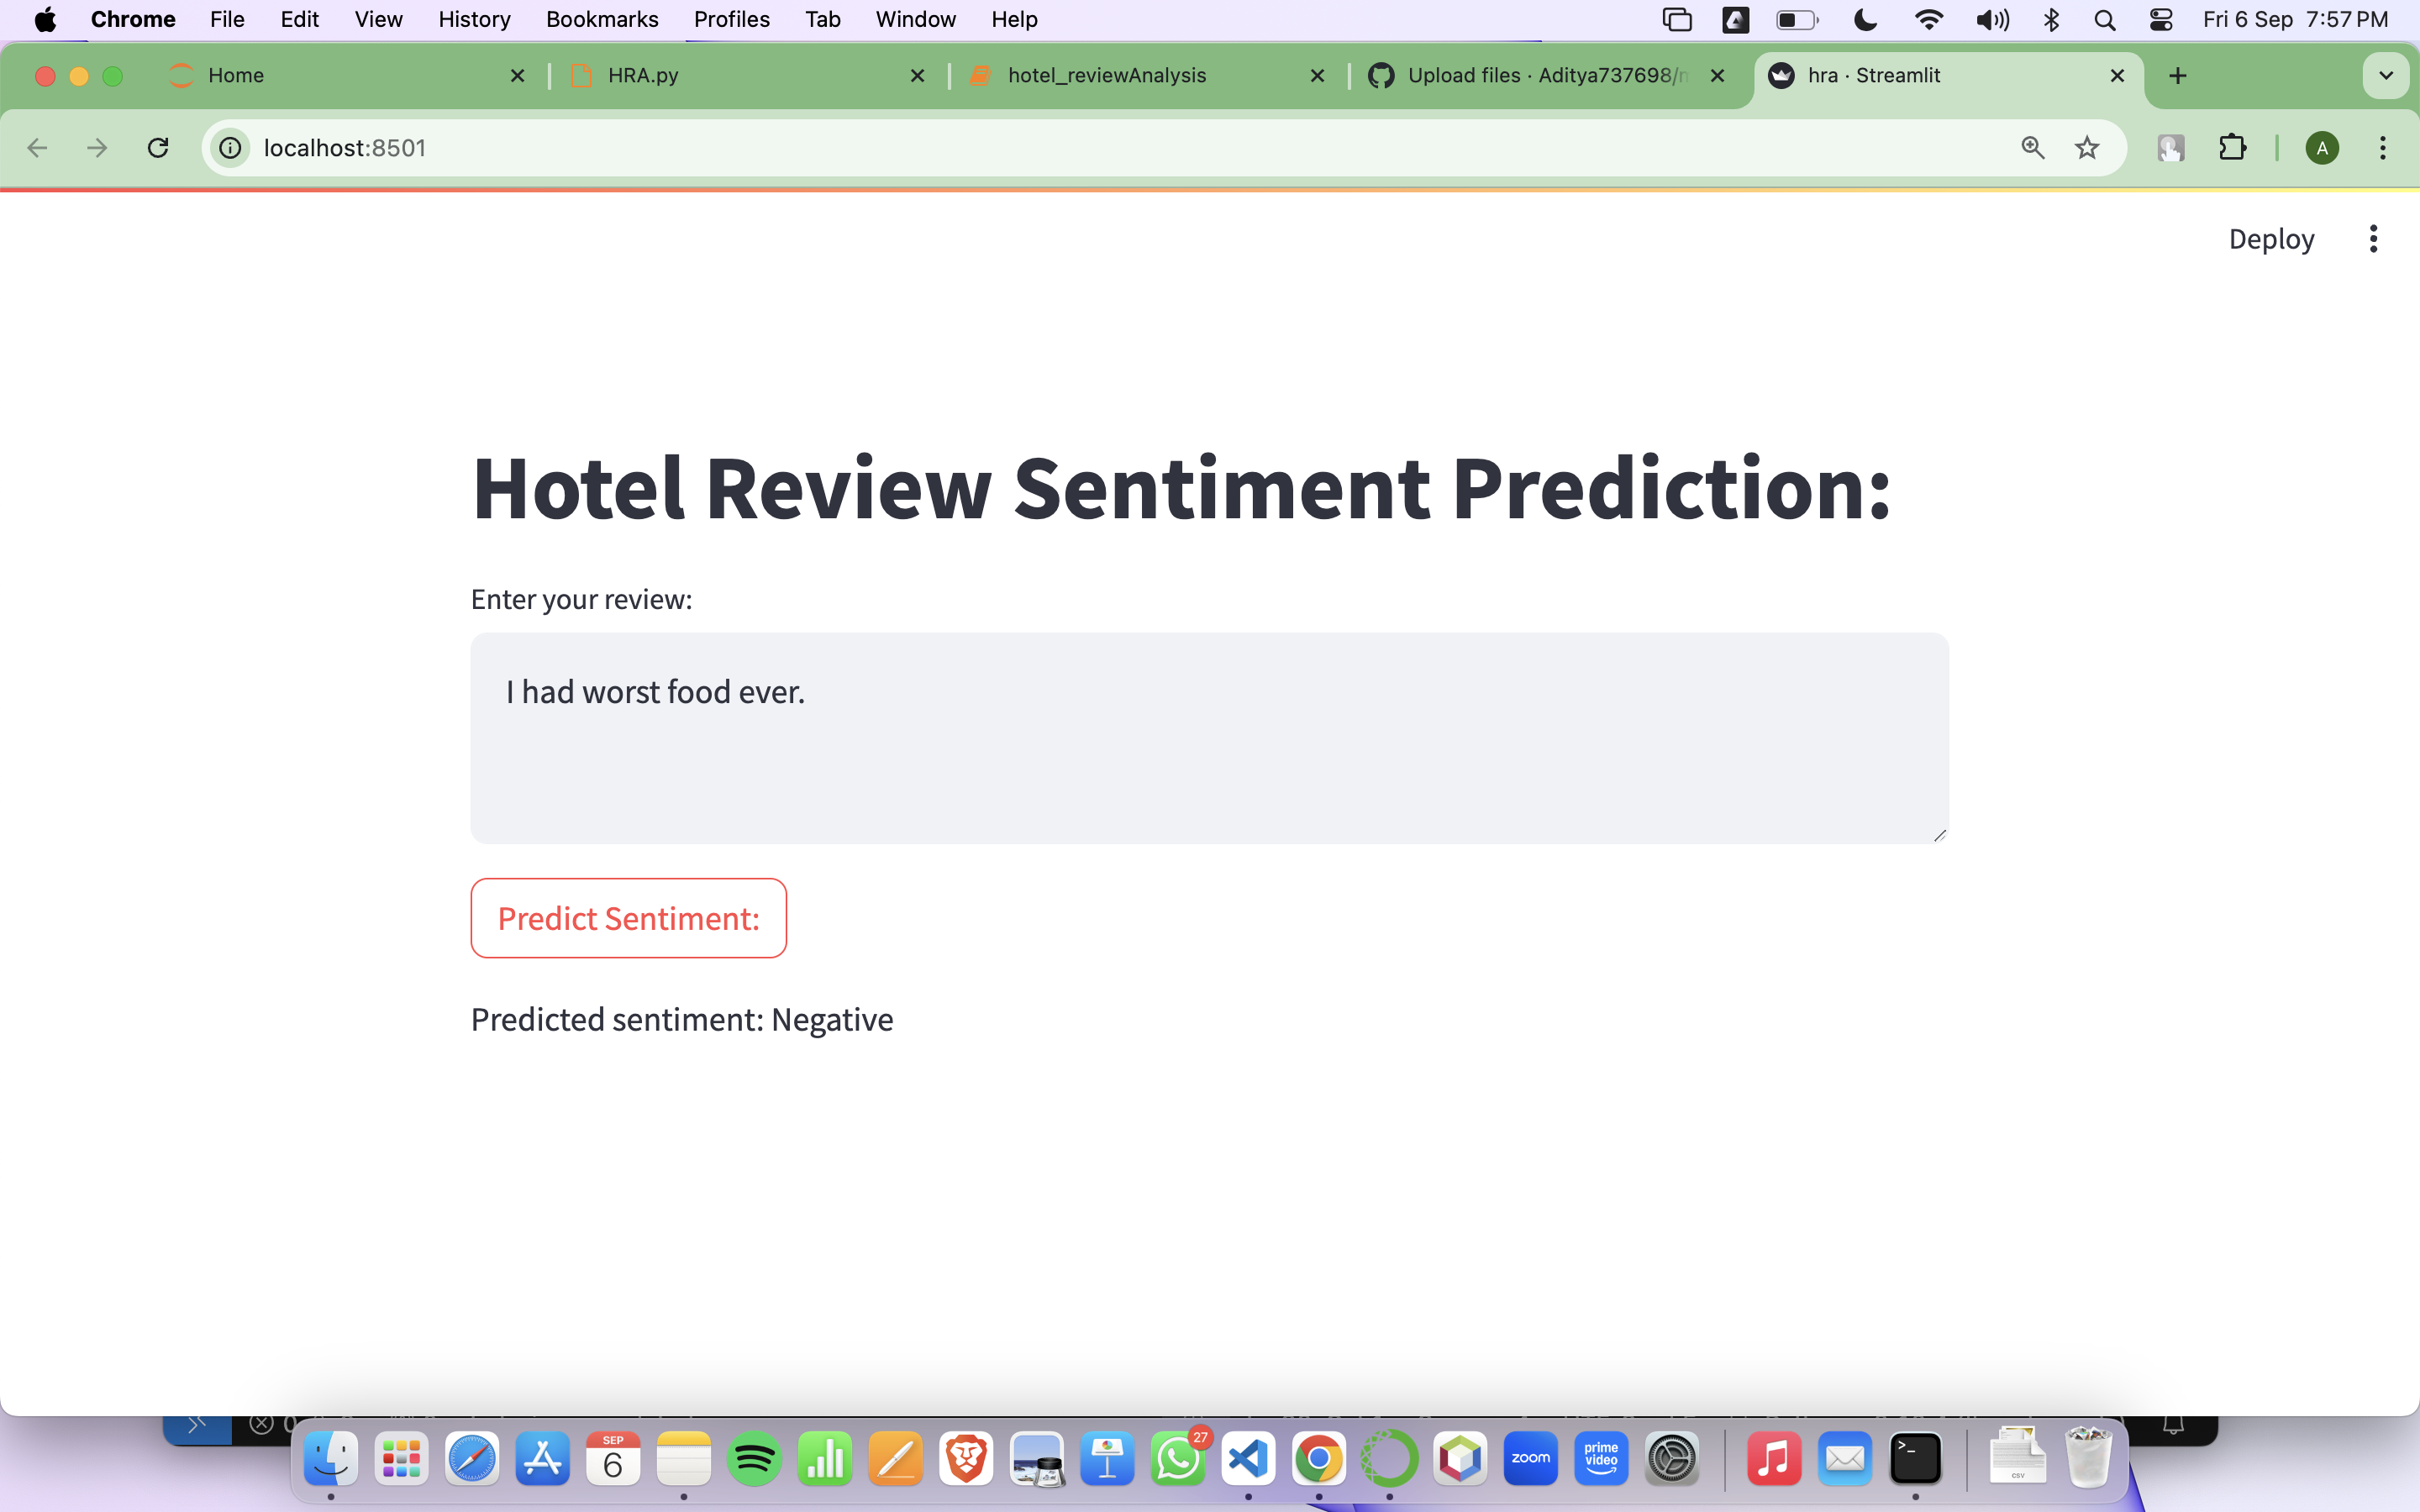 Chrome File Edit View History Bookmarks Profiles Tab Window Help Fri 6 Sep 7:57 PM
Home HRA.py hotel_reviewAnalysis Upload files · Aditya737698/ hra · Streamlit
localhost:8501 A
Deploy
Hotel Review Sentiment Prediction:
Enter your review:
I had worst food ever.
Predict Sentiment:
Predicted sentiment: Negative
SEP
6
27
zoom
prime
video
CSV